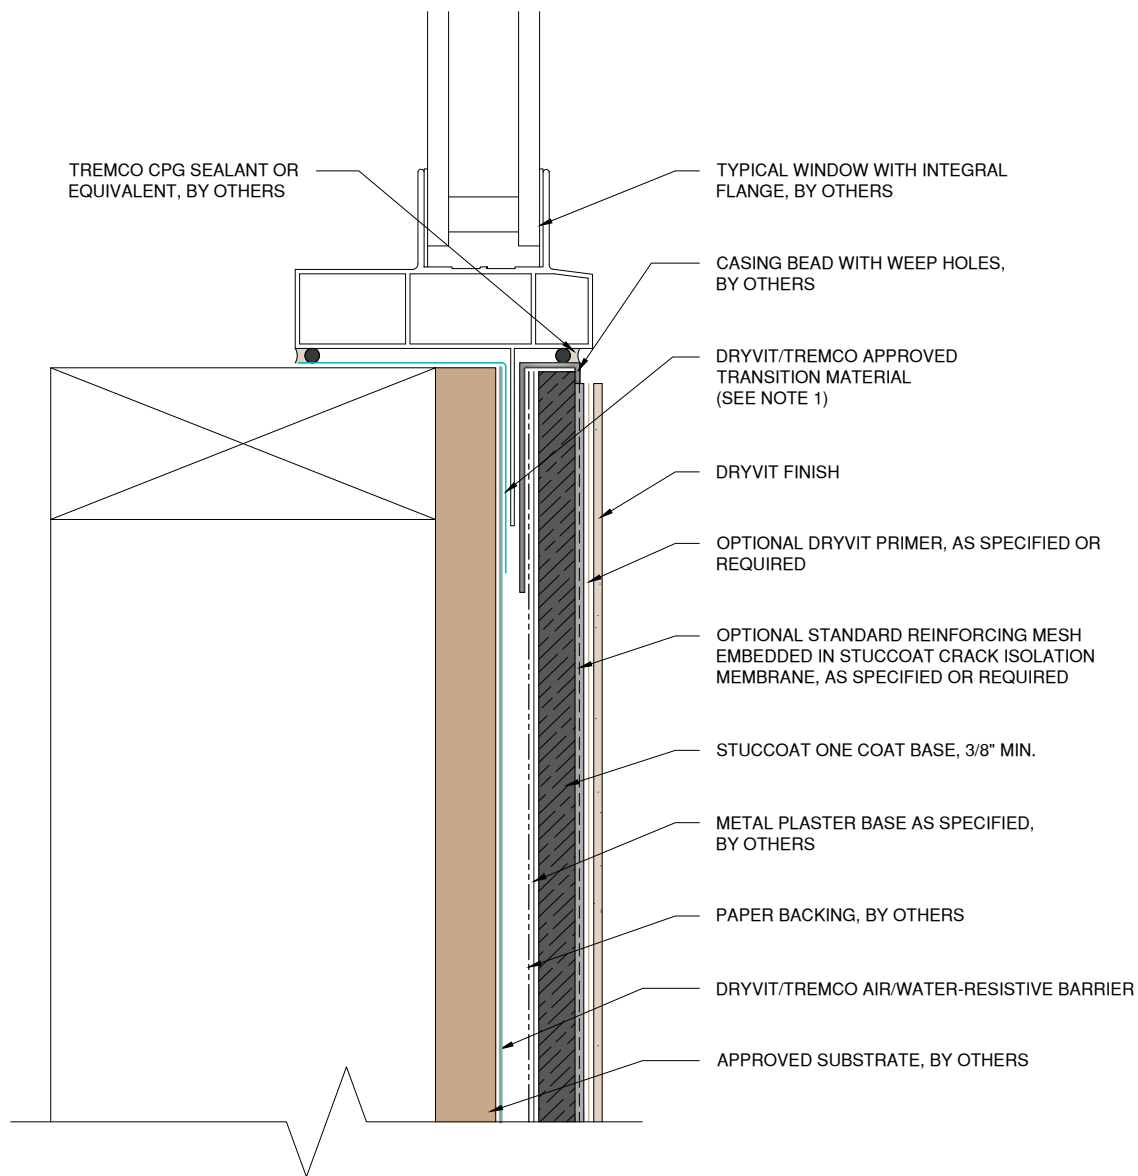 TREMCO CPG SEALANT OR
EQUIVALENT, BY OTHERS
TYPICAL WINDOW WITH INTEGRAL
FLANGE, BY OTHERS
CASING BEAD WITH WEEP HOLES,
BY OTHERS
DRYVIT/TREMCO APPROVED
TRANSITION MATERIAL
(SEE NOTE 1)
DRYVIT FINISH
OPTIONAL DRYVIT PRIMER, AS SPECIFIED OR
REQUIRED
OPTIONAL STANDARD REINFORCING MESH
EMBEDDED IN STUCCOAT CRACK ISOLATION
MEMBRANE, AS SPECIFIED OR REQUIRED
STUCCOAT ONE COAT BASE, 3/8" MIN.
METAL PLASTER BASE AS SPECIFIED,
BY OTHERS
PAPER BACKING, BY OTHERS
DRYVIT/TREMCO AIR/WATER-RESISTIVE BARRIER
APPROVED SUBSTRATE, BY OTHERS